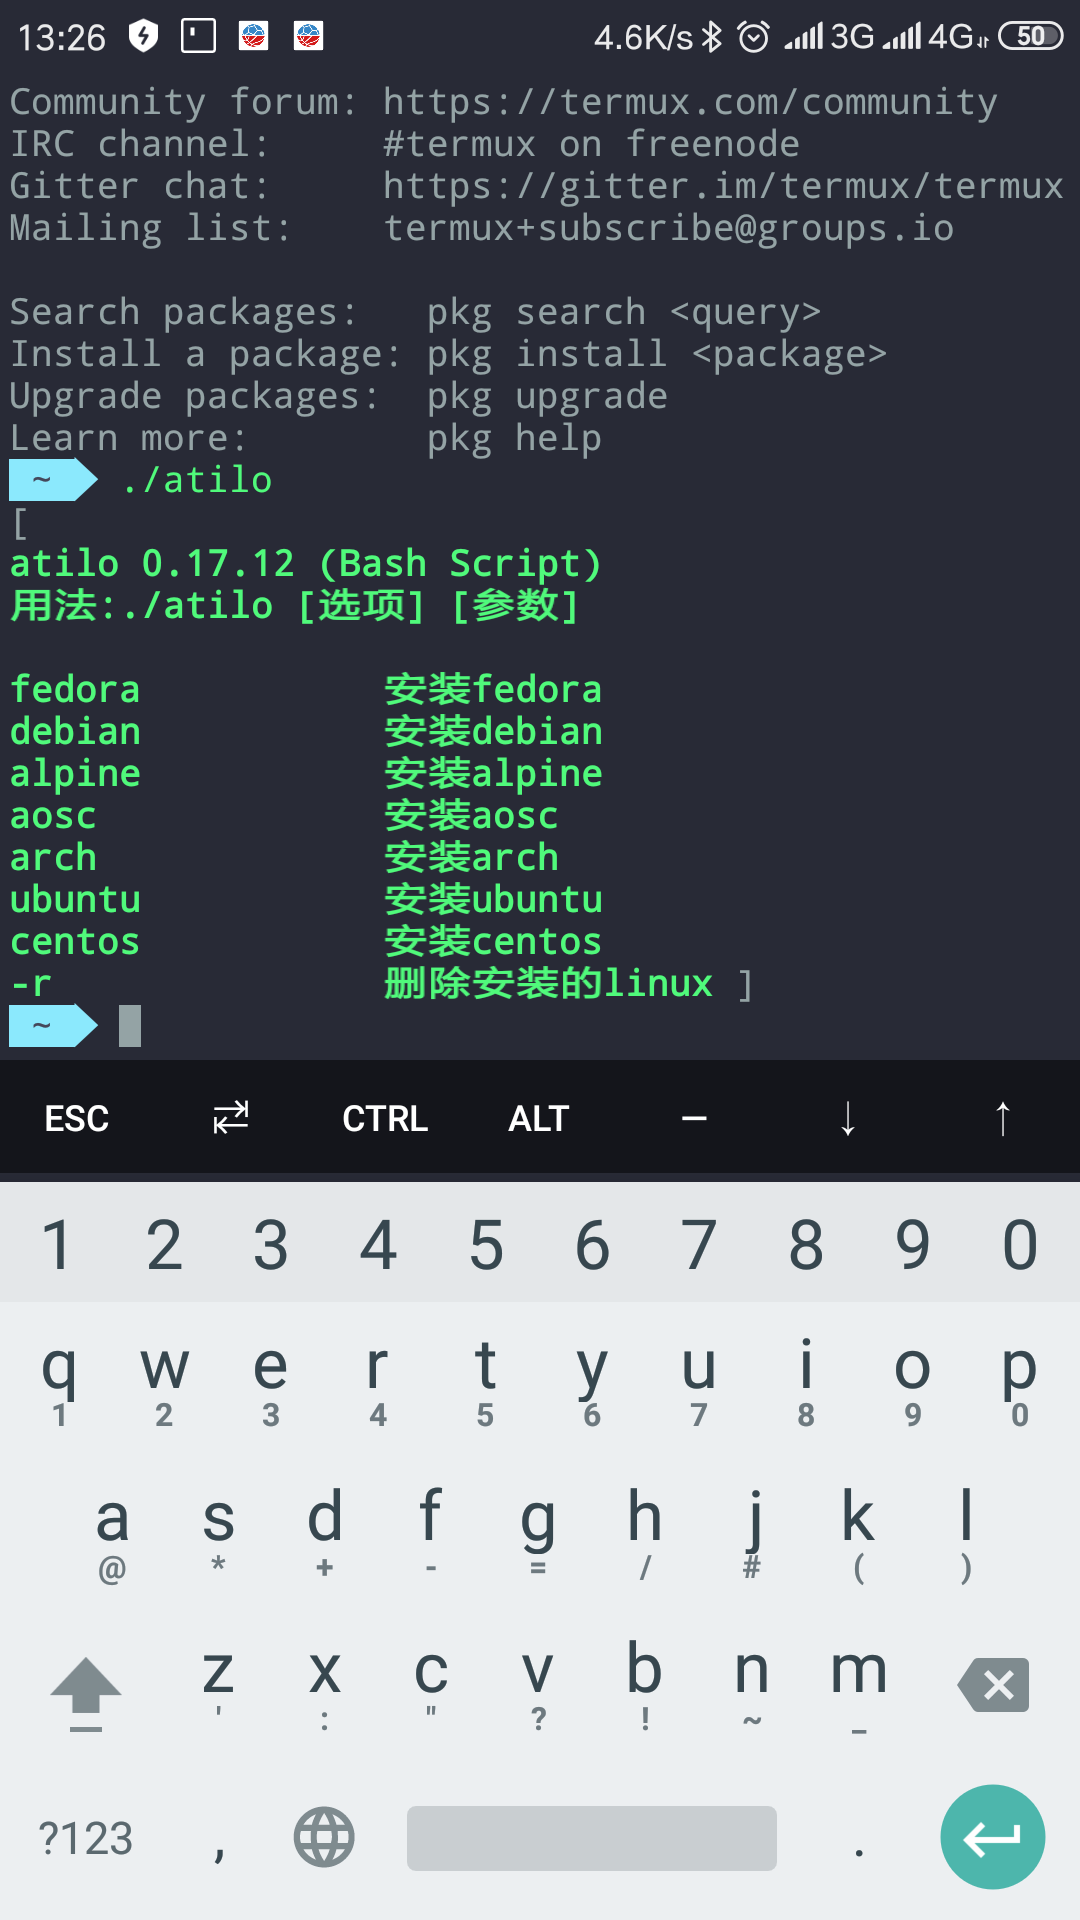 13:26 4.6K/s 3G 4G 50
Community forum: https://termux.com/community
IRC channel: #termux on freenode
Gitter chat: https://gitter.im/termux/termux
Mailing list: termux+subscribe@groups.io
Search packages: pkg search <query>
Install a package: pkg install <package>
Upgrade packages: pkg upgrade
Learn more: pkg help
~ ./atilo
[
atilo 0.17.12 (Bash Script)
用法:./atilo [选项] [参数]
fedora 安装fedora
debian 安装debian
alpine 安装alpine
aosc 安装aosc
arch 安装arch
ubuntu 安装ubuntu
centos 安装centos
-r 删除安装的linux ]
~
ESC ⇄ CTRL ALT — ↓ ↑
1 2 3 4 5 6 7 8 9 0
q w e r t y u i o p
1 2 3 4 5 6 7 8 9 0
a s d f g h j k l
@ * + - = / # ( )
z x c v b n m
' : " ? ! ~ _
?123 , .